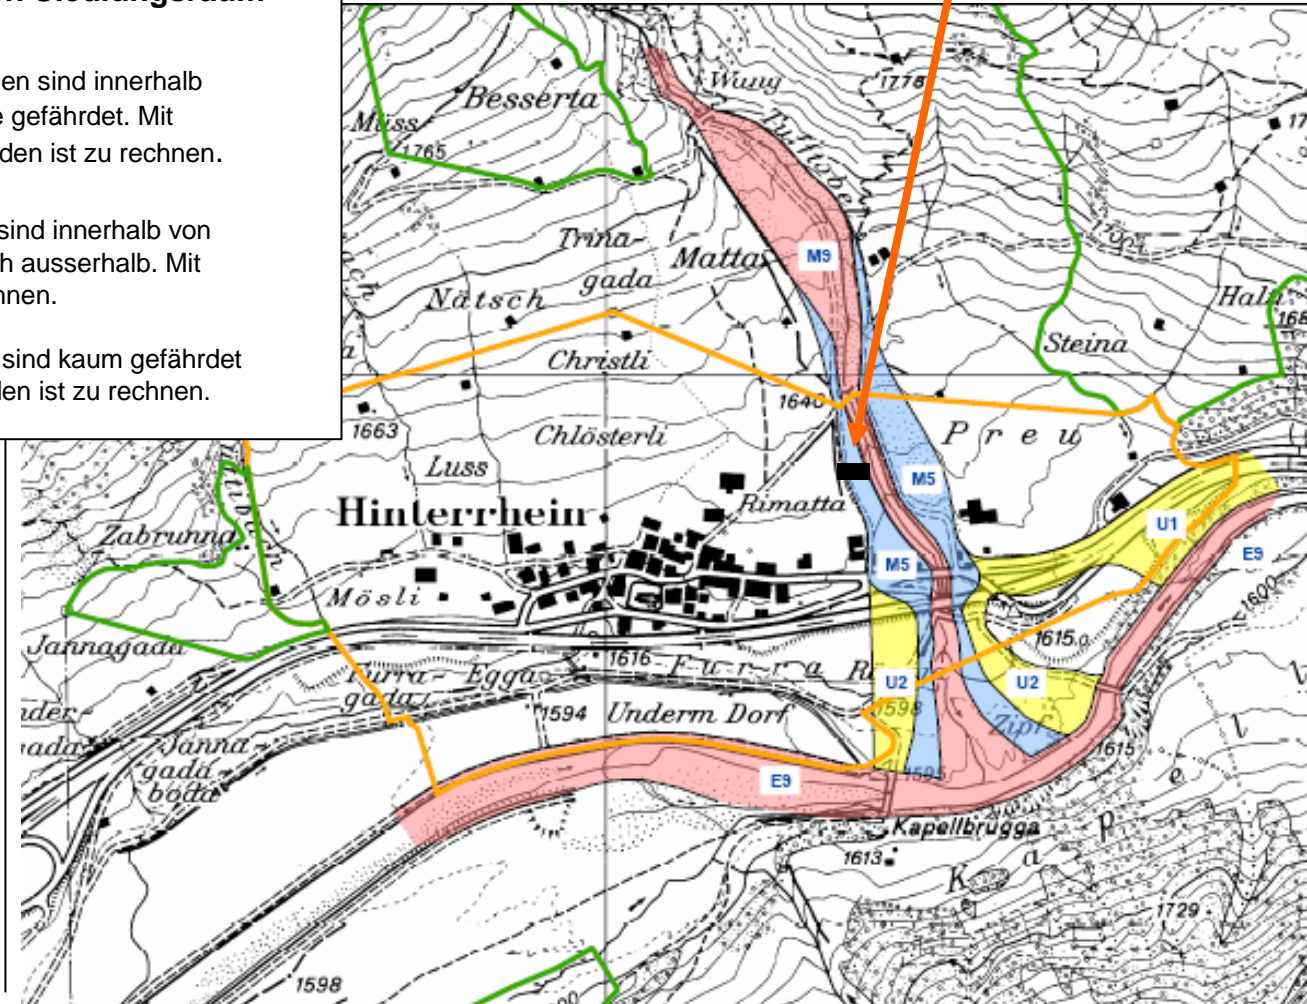 en sind innerhalb
gefährdet. Mit
den ist zu rechnen.
sind innerhalb von
h ausserhalb. Mit
nnen.
sind kaum gefährdet
den ist zu rechnen.
Wang
1778
Besserta
Müss
1765
Trina-
gada
Matta
M9
Natsch
Christli
1640
Steina
1663
Chlösterli
Preu
Luss
M5
Rimatta
Hinterrhein
U1
Zabrunna
E9
M5
Mösli
1600
1615
Jannagada
1616
Furra
Egga
gada
U2
U2
1594
Underm Dorf
1598
Zipf
Janna-
gada
boda
1615
1595
E9
Kapellbrugga
1613
1729
1598